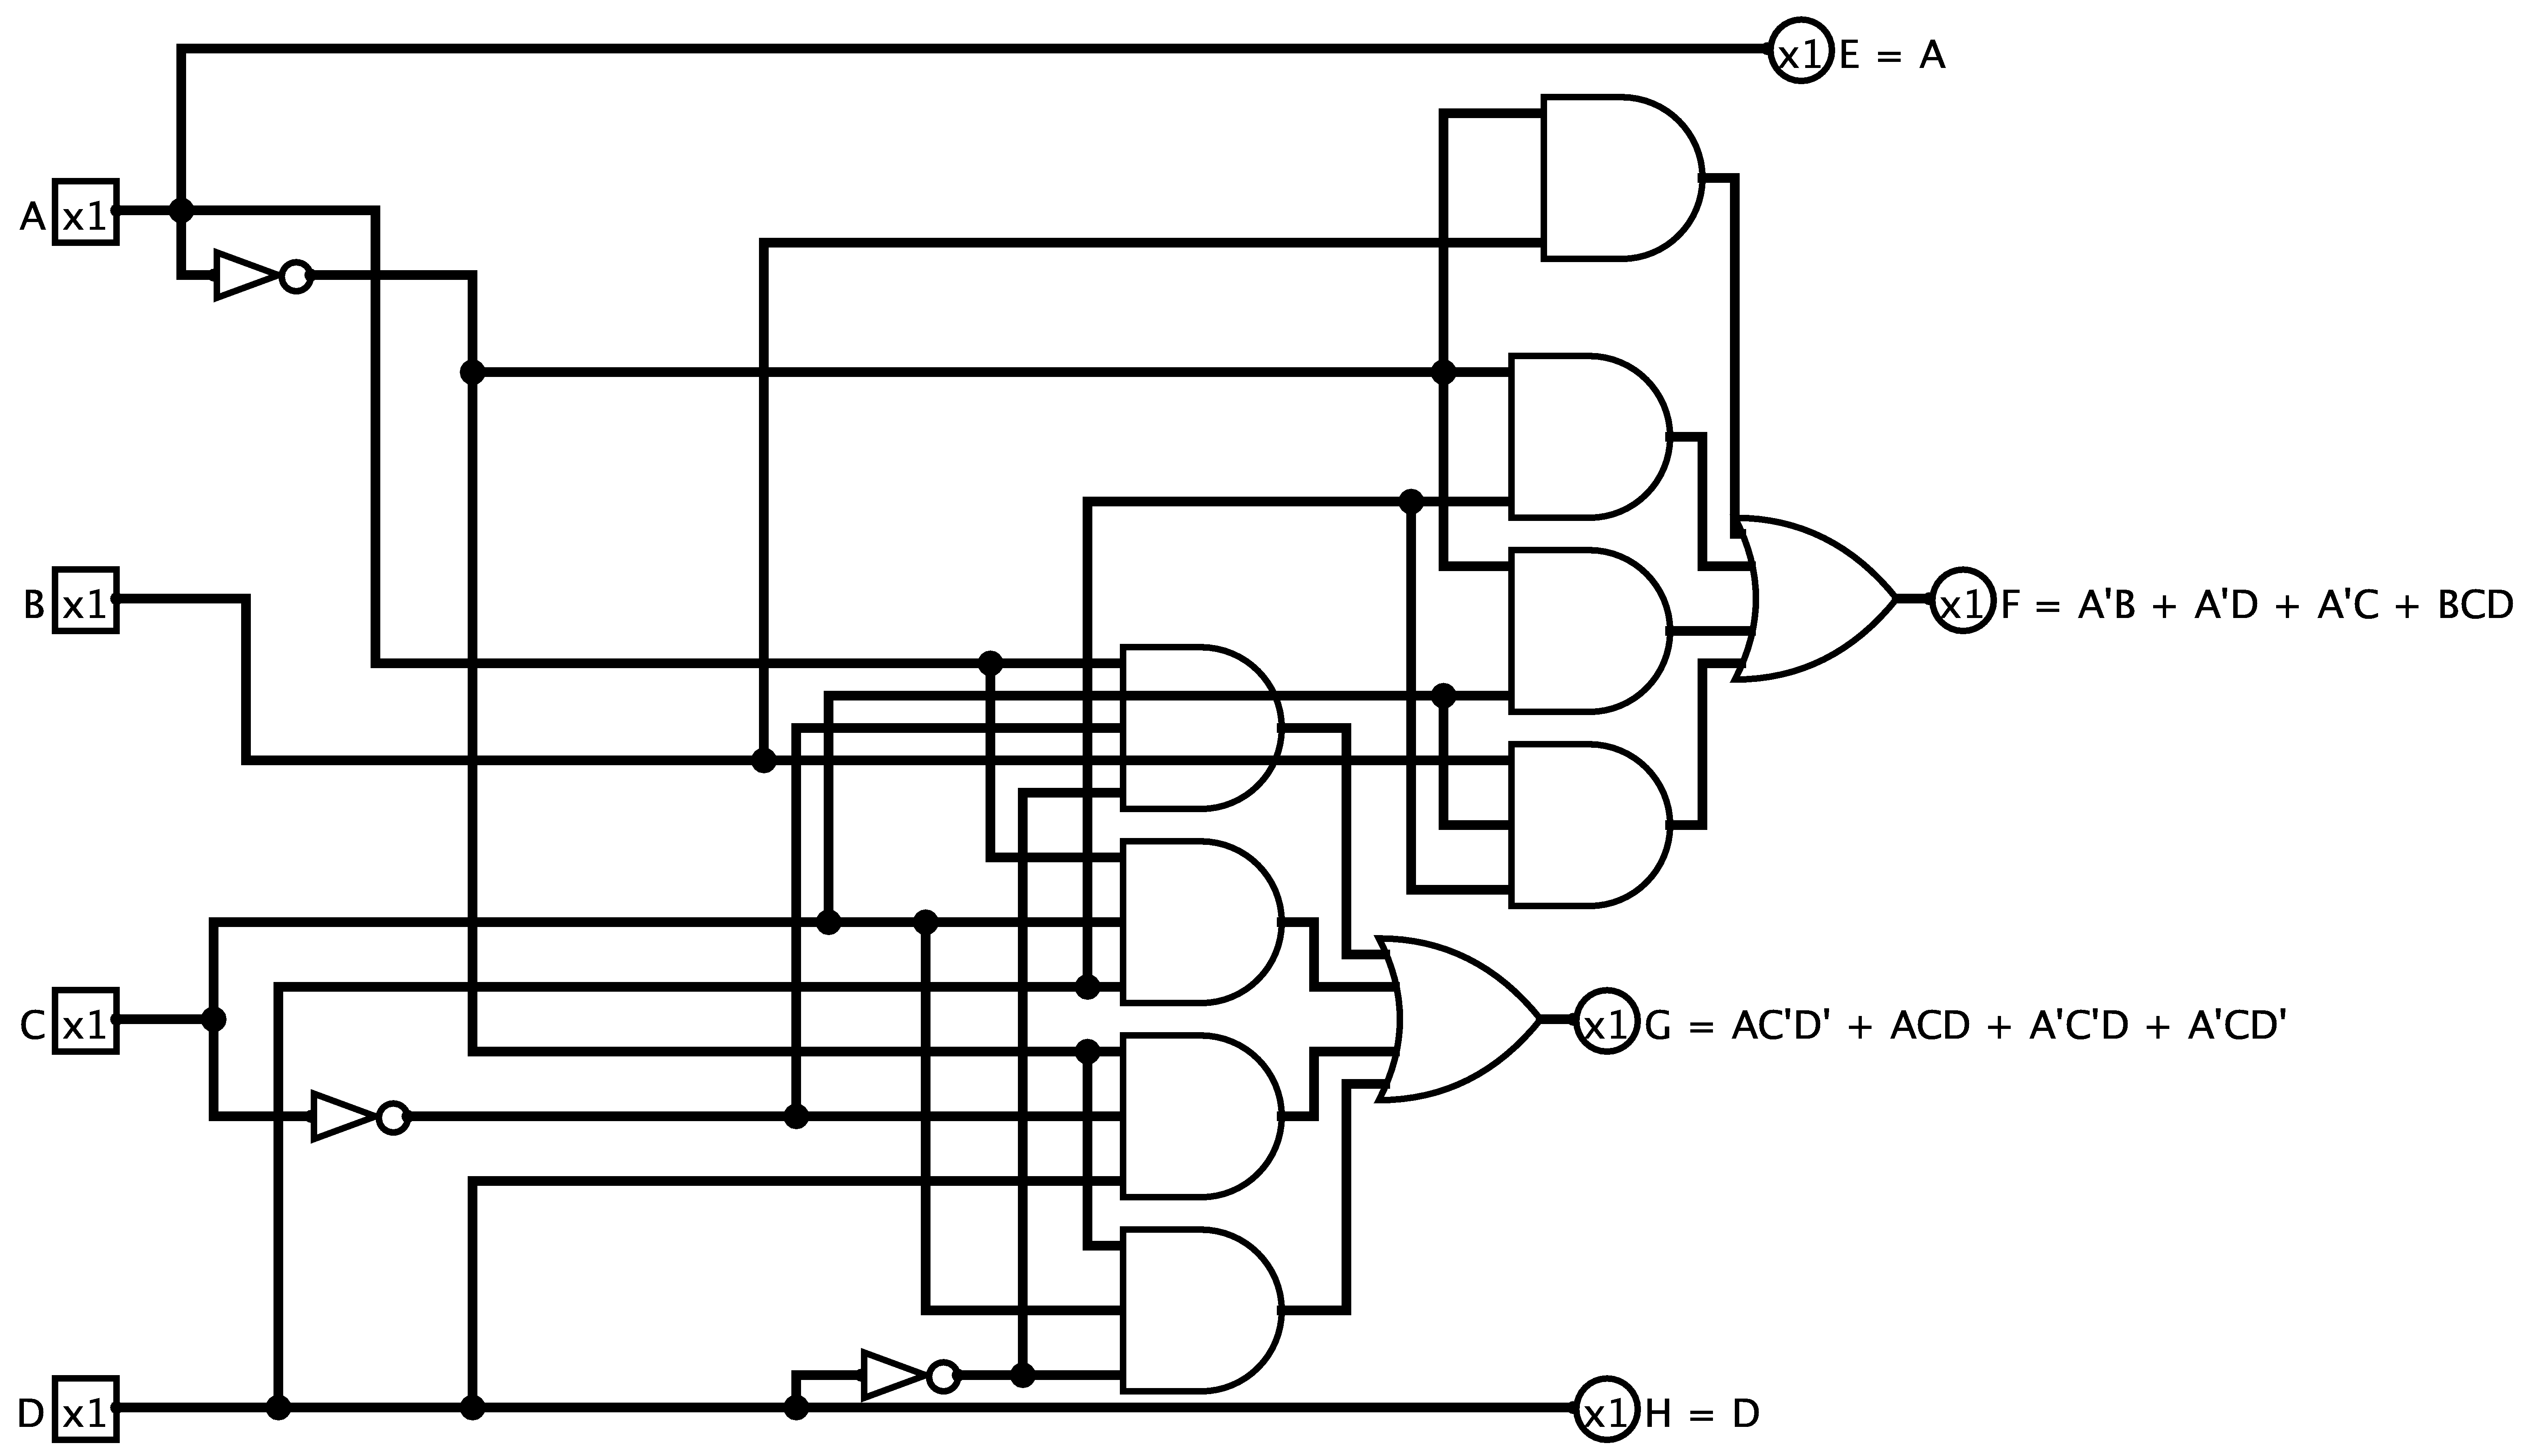 x1 E = A
A x1
B x1
x1 F = A'B + A'D + A'C + BCD
C x1
x1 G = AC'D' + ACD + A'C'D + A'CD'
D x1
x1 H = D